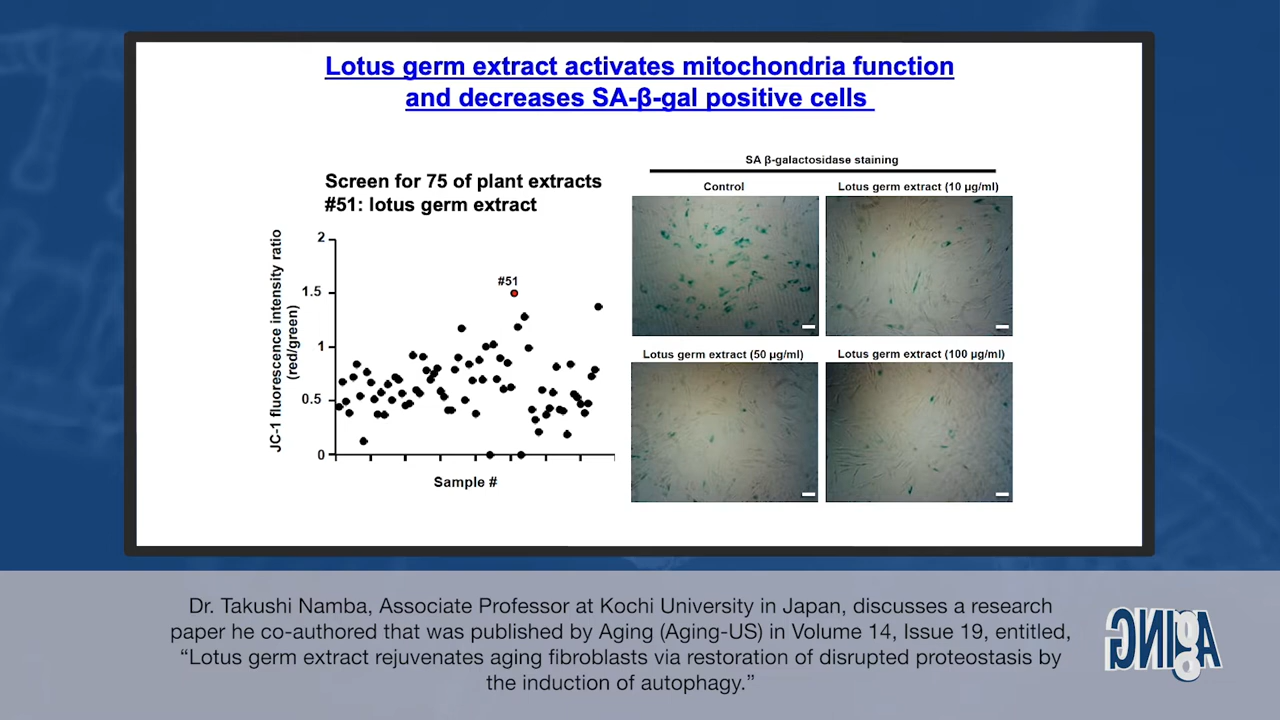 Lotus germ extract activates mitochondria function
and decreases SA-β-gal positive cells
Screen for 75 of plant extracts
#51: lotus germ extract
JC-1 fluorescence intensity ratio
(red/green)
2
1.5
1
0.5
0
#51
Sample #
SA β-galactosidase staining
Control
Lotus germ extract (10 μg/ml)
Lotus germ extract (50 μg/ml)
Lotus germ extract (100 μg/ml)
Dr. Takushi Namba, Associate Professor at Kochi University in Japan, discusses a research
paper he co-authored that was published by Aging (Aging-US) in Volume 14, Issue 19, entitled,
“Lotus germ extract rejuvenates aging fibroblasts via restoration of disrupted proteostasis by
the induction of autophagy.”
AGING